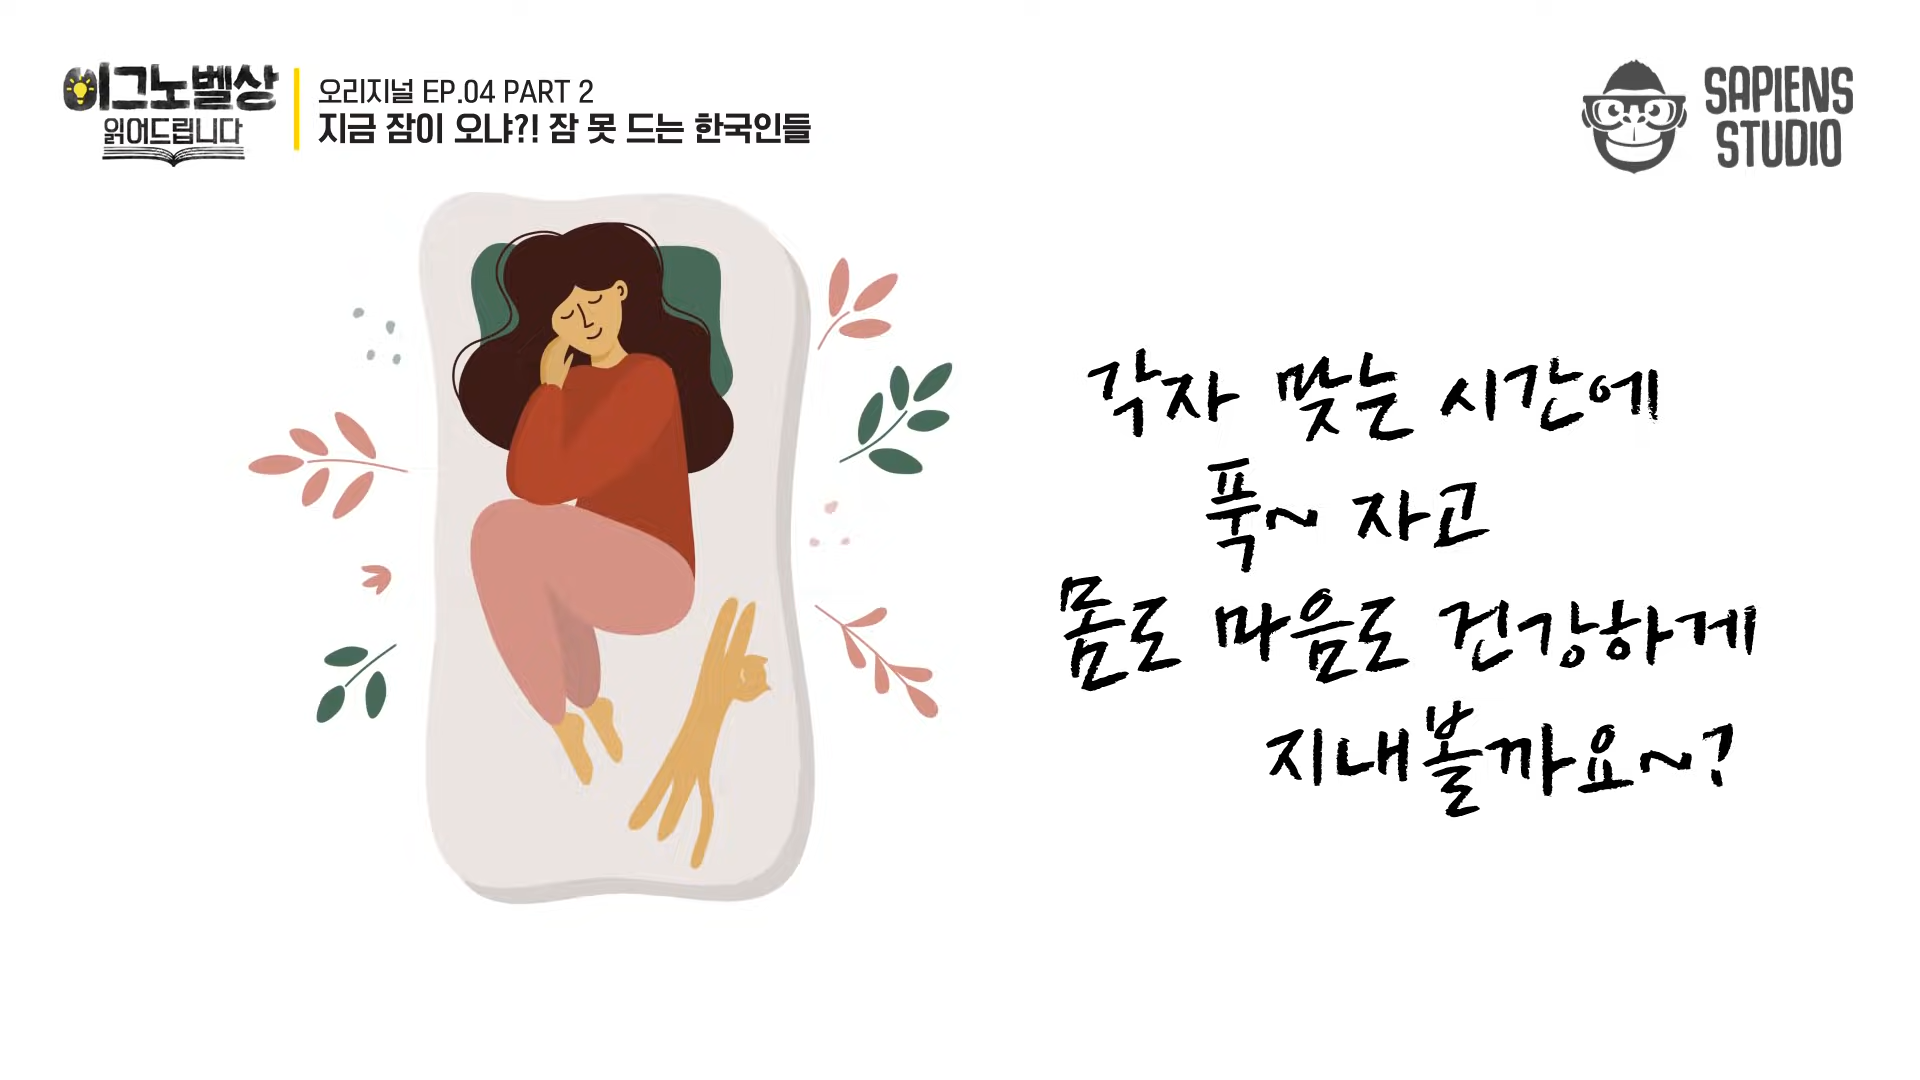 이그노벨상
읽어드립니다
오리지널 EP.04 PART 2
지금 잠이 오냐?! 잠 못 드는 한국인들
SAPIENS
STUDIO
각자 맞는 시간에
푹~ 자고
몸도 마음도 건강하게
지내볼까요~?